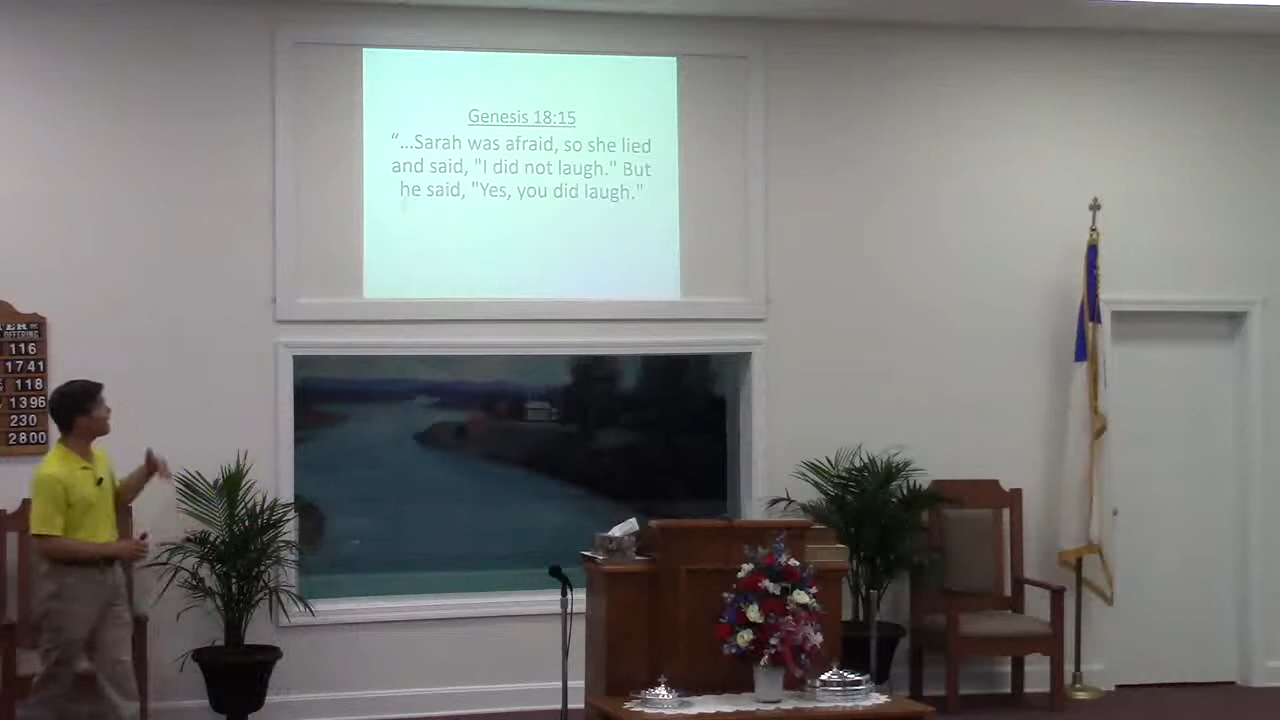 Genesis 18:15
“...Sarah was afraid, so she lied
and said, "I did not laugh." But
he said, "Yes, you did laugh."
OFFERING
116
1741
118
1396
230
2800